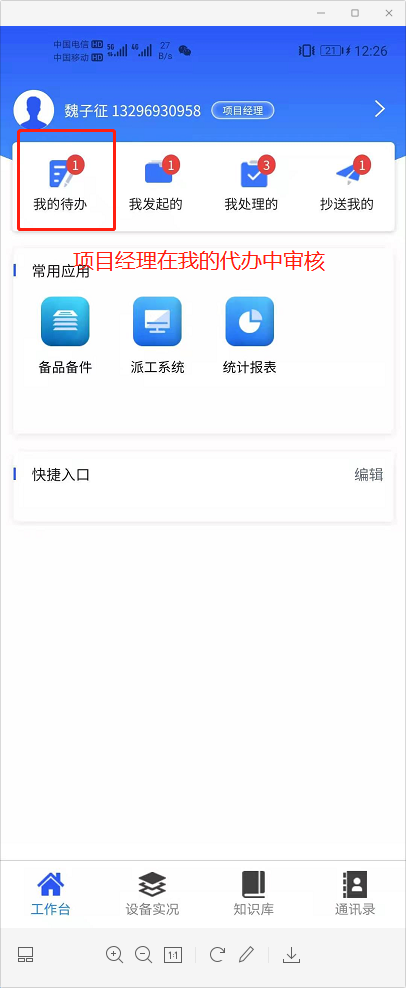 中国电信 HD 5G 4G 27 12:26
中国移动 HD B/s 21
魏子征 13296930958 项目经理
1 1 3 1
我的待办 我发起的 我处理的 抄送我的
项目经理在我的代办中审核
常用应用
备品备件 派工系统 统计报表
快捷入口 编辑
工作台 设备实况 知识库 通讯录
1:1